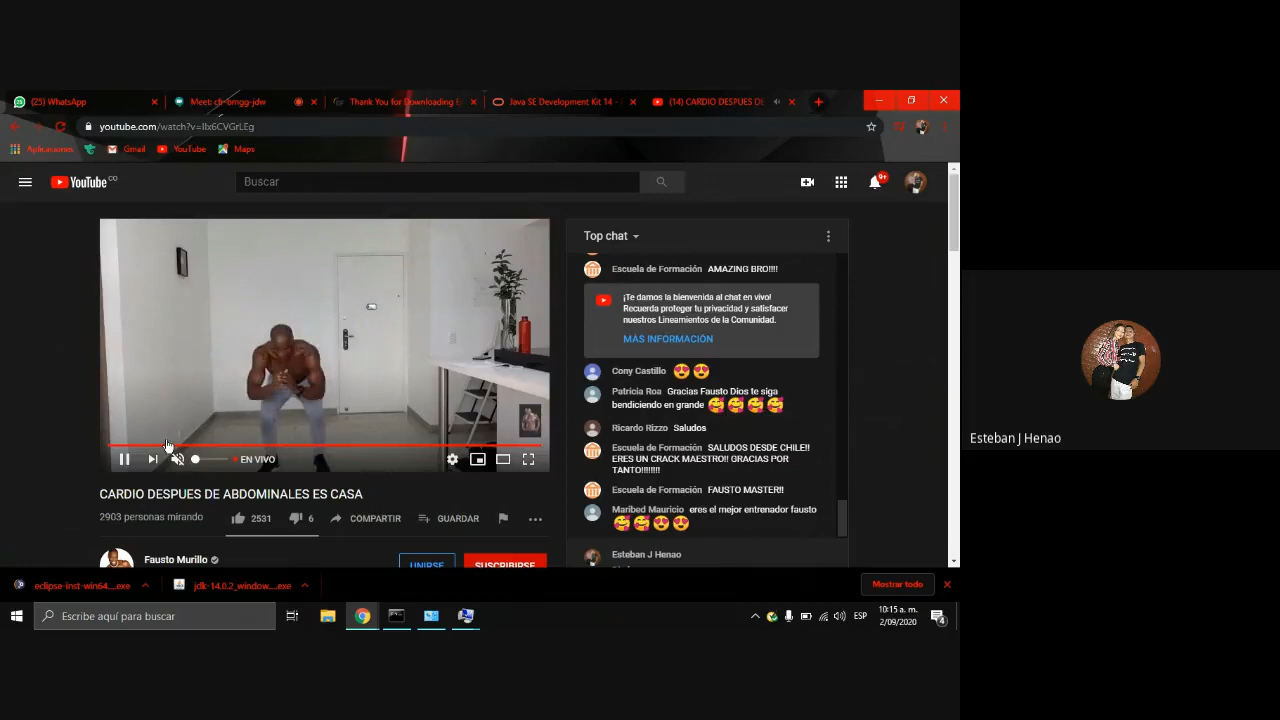 (25) WhatsApp
Meet: cfr-bmgg-jdw
Thank You for Downloading E
Java SE Development Kit 14 -
(14) CARDIO DESPUES DE
youtube.com/watch?v=IIx6CVGrLEg
Aplicaciones
Gmail
YouTube
Maps
YouTube CO
Buscar
9+
Top chat
Escuela de Formación AMAZING BRO!!!!
¡Te damos la bienvenida al chat en vivo!
Recuerda proteger tu privacidad y satisfacer
nuestros Lineamientos de la Comunidad.
MÁS INFORMACIÓN
Cony Castillo 😍😍
Patricia Roa Gracias Fausto Dios te siga
bendiciendo en grande 🥰🥰🥰🥰
Ricardo Rizzo Saludos
Escuela de Formación SALUDOS DESDE CHILE!!
ERES UN CRACK MAESTRO!! GRACIAS POR
TANTO!!!!!!!!
Escuela de Formación FAUSTO MASTER!!
Maribed Mauricio eres el mejor entrenador fausto
🥰🥰😍😍
Esteban J Henao
EN VIVO
CARDIO DESPUES DE ABDOMINALES ES CASA
2903 personas mirando
2531
6
COMPARTIR
GUARDAR
Fausto Murillo
UNIRSE
SUSCRIBIRSE
eclipse-inst-win64....exe
jdk-14.0.2_window....exe
Mostrar todo
Escribe aquí para buscar
ESP
10:15 a. m.
2/09/2020
4
Esteban J Henao